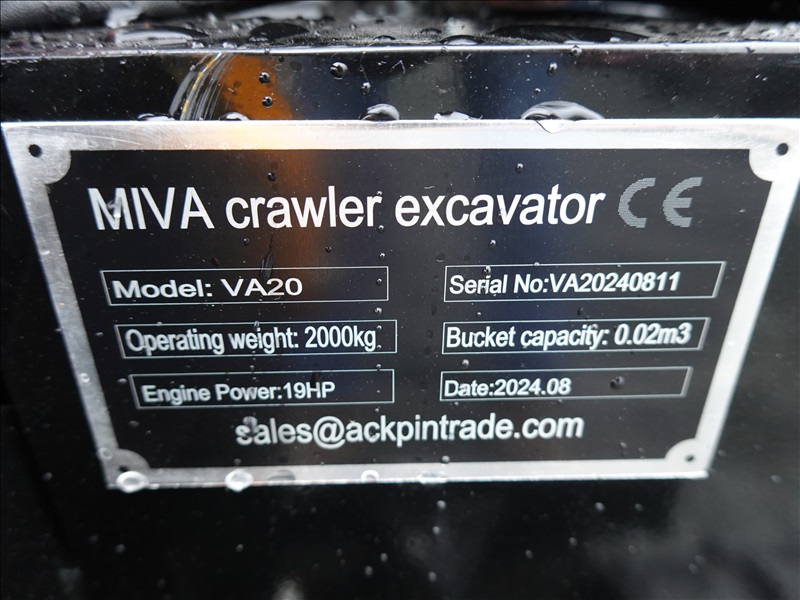 MIVA crawler excavator CE
Model: VA20
Serial No:VA20240811
Operating weight: 2000kg
Bucket capacity: 0.02m3
Engine Power:19HP
Date:2024.08
sales@ackpintrade.com